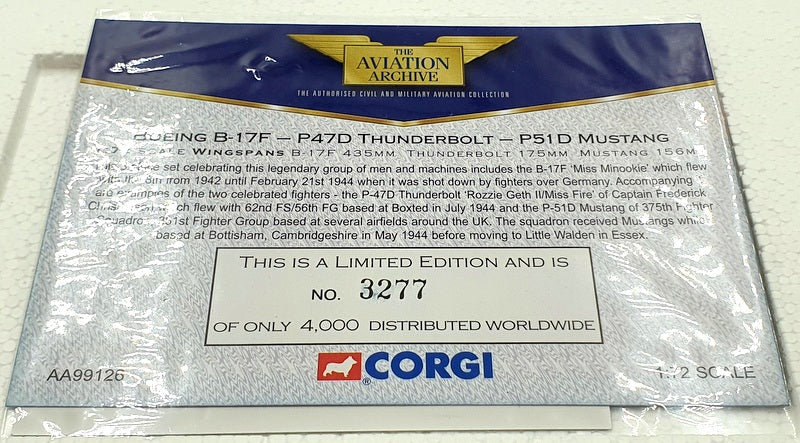 THE
AVIATION
ARCHIVE
THE AUTHORISED CIVIL AND MILITARY AVIATION COLLECTION
BOEING B-17F – P47D THUNDERBOLT – P51D MUSTANG
SCALE WINGSPANS B-17F 435MM THUNDERBOLT 175MM MUSTANG 156M
set celebrating this legendary group of men and machines includes the B-17F 'Miss Minookie' which flew
from 1942 until February 21st 1944 when it was shot down by fighters over Germany. Accompanying
are examples of the two celebrated fighters - the P-47D Thunderbolt 'Rozzie Geth II/Miss Fire' of Captain Frederick
flew with 62nd FS/56th FG based at Boxted in July 1944 and the P-51D Mustang of 375th Fighter
Squadron 361st Fighter Group based at several airfields around the UK. The squadron received Mustangs while
based at Bottisham, Cambridgeshire in May 1944 before moving to Little Walden in Essex.
THIS IS A LIMITED EDITION AND IS
NO. 3277
OF ONLY 4,000 DISTRIBUTED WORLDWIDE
CORGI
®
AA99126
1:72 SCALE